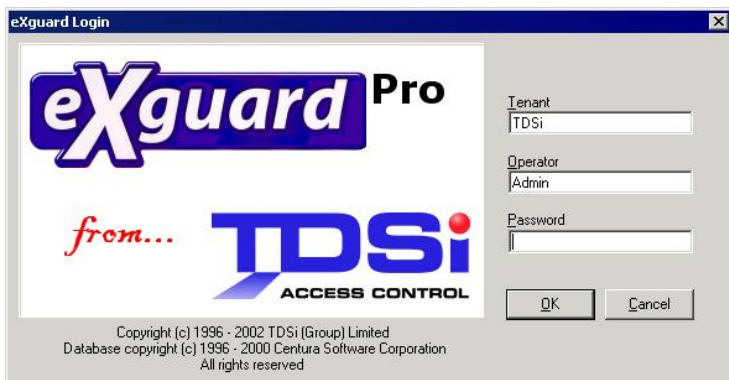 eXguard Login
eXguard Pro
from...
TDSi
ACCESS CONTROL
Tenant
TDSi
Operator
Admin
Password
OK
Cancel
Copyright (c) 1996 - 2002 TDSi (Group) Limited
Database copyright (c) 1996 - 2000 Centura Software Corporation
All rights reserved